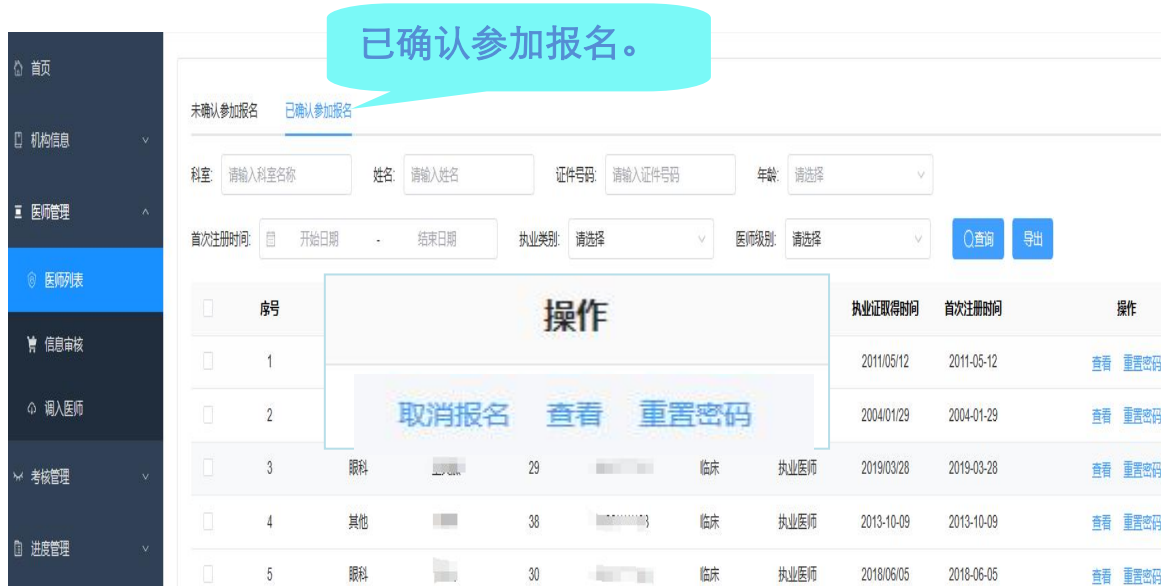 已确认参加报名。
首页
机构信息
医师管理
医师列表
信息审核
调入医师
考核管理
进度管理
未确认参加报名 已确认参加报名
科室: 请输入科室名称 姓名: 请输入姓名 证件号码: 请输入证件号码 年龄: 请选择
首次注册时间: 开始日期 - 结束日期 执业类别: 请选择 医师级别: 请选择 查询 导出
序号 执业证取得时间 首次注册时间 操作
操作
取消报名 查看 重置密码
1 2011/05/12 2011-05-12 查看 重置密码
2 2004/01/29 2004-01-29 查看 重置密码
3 眼科 29 临床 执业医师 2019/03/28 2019-03-28 查看 重置密码
4 其他 38 临床 执业医师 2013-10-09 2013-10-09 查看 重置密码
5 眼科 30 临床 执业医师 2018/06/05 2018-06-05 查看 重置密码